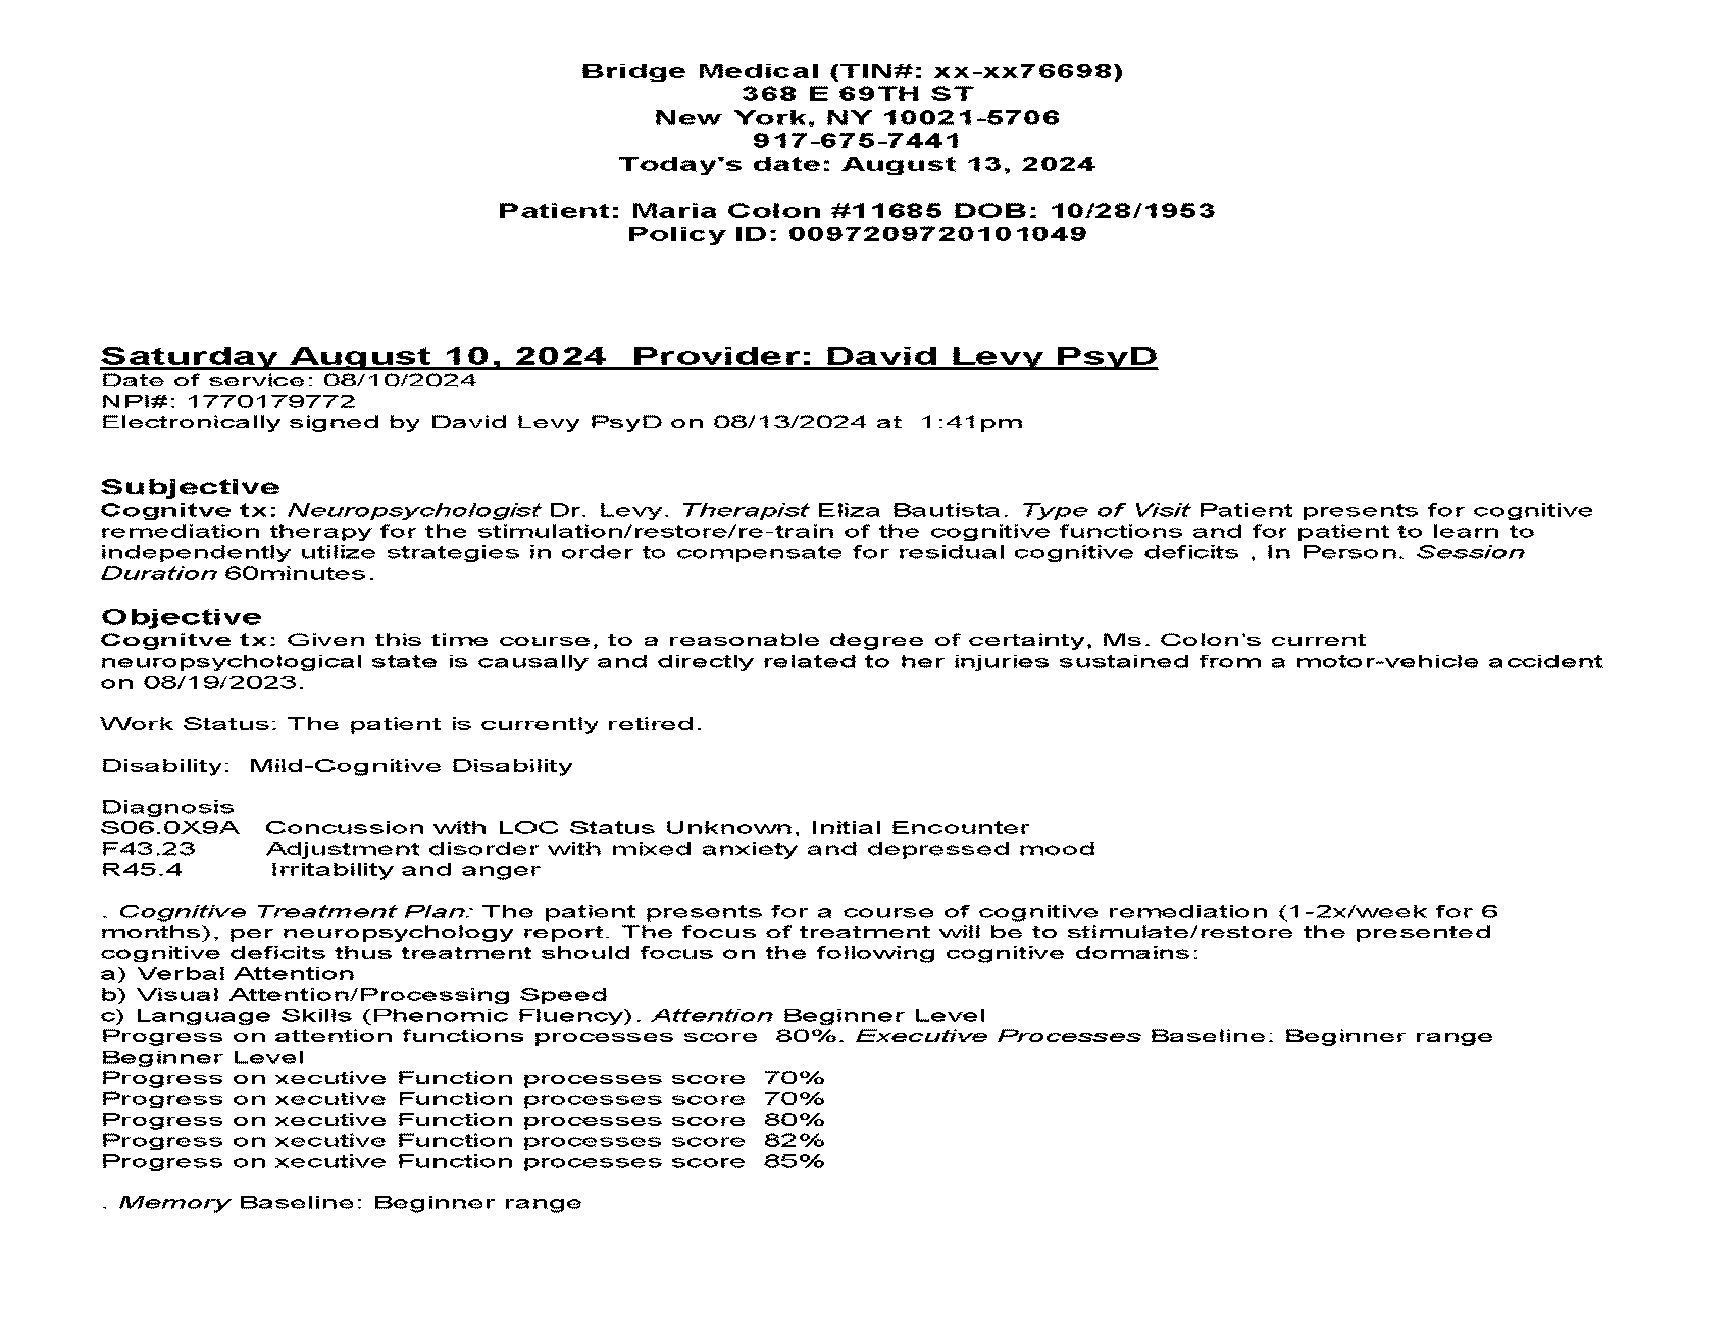 Bridge Medical (TIN#: xx-xx76698)
368 E 69TH ST
New York, NY 10021-5706
917-675-7441
Today's date: August 13, 2024
Patient: Maria Colon #11685 DOB: 10/28/1953
Policy ID: 0097209720101049
Saturday August 10, 2024  Provider: David Levy PsyD
Date of service: 08/10/2024
NPI#: 1770179772
Electronically signed by David Levy PsyD on 08/13/2024 at  1:41pm
Subjective
Cognitve tx: Neuropsychologist Dr. Levy. Therapist Eliza Bautista. Type of Visit Patient presents for cognitive
remediation therapy for the stimulation/restore/re-train of the cognitive functions and for patient to learn to
independently utilize strategies in order to compensate for residual cognitive deficits , In Person. Session
Duration 60minutes.
Objective
Cognitve tx: Given this time course, to a reasonable degree of certainty, Ms. Colon's current
neuropsychological state is causally and directly related to her injuries sustained from a motor-vehicle accident
on 08/19/2023.
Work Status: The patient is currently retired.
Disability:  Mild-Cognitive Disability
Diagnosis
S06.0X9A   Concussion with LOC Status Unknown, Initial Encounter
F43.23   Adjustment disorder with mixed anxiety and depressed mood
R45.4   Irritability and anger
. Cognitive Treatment Plan: The patient presents for a course of cognitive remediation (1-2x/week for 6
months), per neuropsychology report. The focus of treatment will be to stimulate/restore the presented
cognitive deficits thus treatment should focus on the following cognitive domains:
a) Verbal Attention
b) Visual Attention/Processing Speed
c) Language Skills (Phenomic Fluency). Attention Beginner Level
Progress on attention functions processes score  80%. Executive Processes Baseline: Beginner range
Beginner Level
Progress on xecutive Function processes score  70%
Progress on xecutive Function processes score  70%
Progress on xecutive Function processes score  80%
Progress on xecutive Function processes score  82%
Progress on xecutive Function processes score  85%
. Memory Baseline: Beginner range